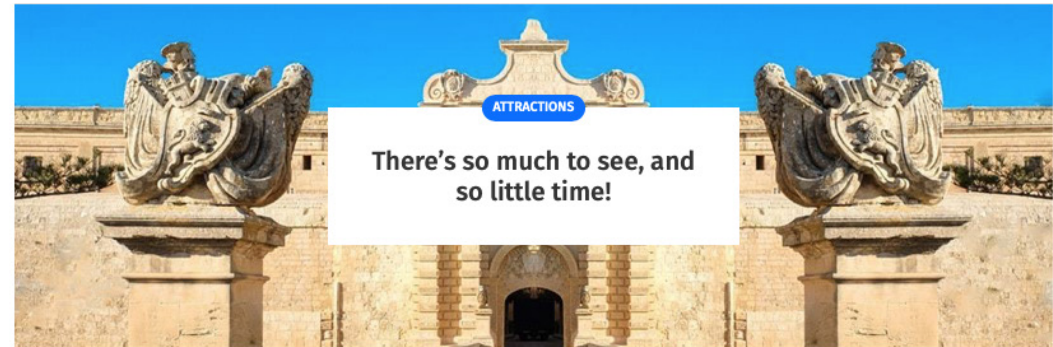 ATTRACTIONS
There’s so much to see, and
so little time!